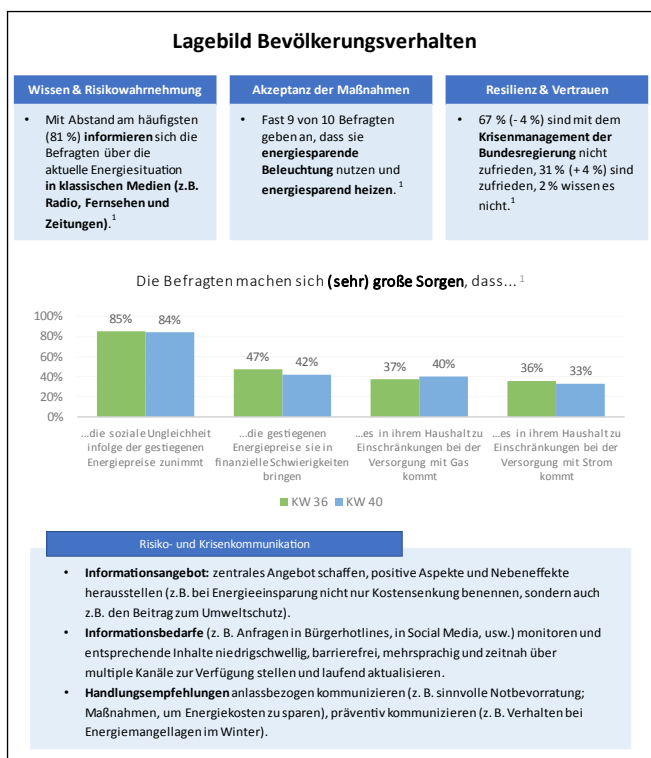 Lagebild Bevölkerungsverhalten
Wissen & Risikowahrnehmung
• Mit Abstand am häufigsten
(81 %) informieren sich die
Befragten über die
aktuelle Energiesituation
in klassischen Medien (z.B.
Radio, Fernsehen und
Zeitungen).1
Akzeptanz der Maßnahmen
• Fast 9 von 10 Befragten
geben an, dass sie
energiesparende
Beleuchtung nutzen und
energiesparend heizen. 1
Resilienz & Vertrauen
• 67 % (- 4 %) sind mit dem
Krisenmanagement der
Bundesregierung nicht
zufrieden, 31 % (+ 4 %) sind
zufrieden, 2 % wissen es
nicht.1
Die Befragten machen sich (sehr) große Sorgen, dass... 1
100%
80%
60%
40%
20%
0%
85%
84%
47%
42%
37%
40%
36%
33%
...die soziale Ungleichheit
infolge der gestiegenen
Energiepreise zunimmt
...die gestiegenen
Energiepreise sie in
finanzielle Schwierigkeiten
bringen
...es in ihrem Haushalt zu
Einschränkungen bei der
Versorgung mit Gas
kommt
...es in ihrem Haushalt zu
Einschränkungen bei der
Versorgung mit Strom
kommt
KW 36
KW 40
Risiko- und Krisenkommunikation
• Informationsangebot: zentrales Angebot schaffen, positive Aspekte und Nebeneffekte
herausstellen (z.B. bei Energieeinsparung nicht nur Kostensenkung benennen, sondern auch
z.B. den Beitrag zum Umweltschutz).
• Informationsbedarfe (z. B. Anfragen in Bürgerhotlines, in Social Media, usw.) monitoren und
entsprechende Inhalte niedrigschwellig, barrierefrei, mehrsprachig und zeitnah über
multiple Kanäle zur Verfügung stellen und laufend aktualisieren.
• Handlungsempfehlungen anlassbezogen kommunizieren (z. B. sinnvolle Notbevorratung;
Maßnahmen, um Energiekosten zu sparen), präventiv kommunizieren (z. B. Verhalten bei
Energiemangellagen im Winter).